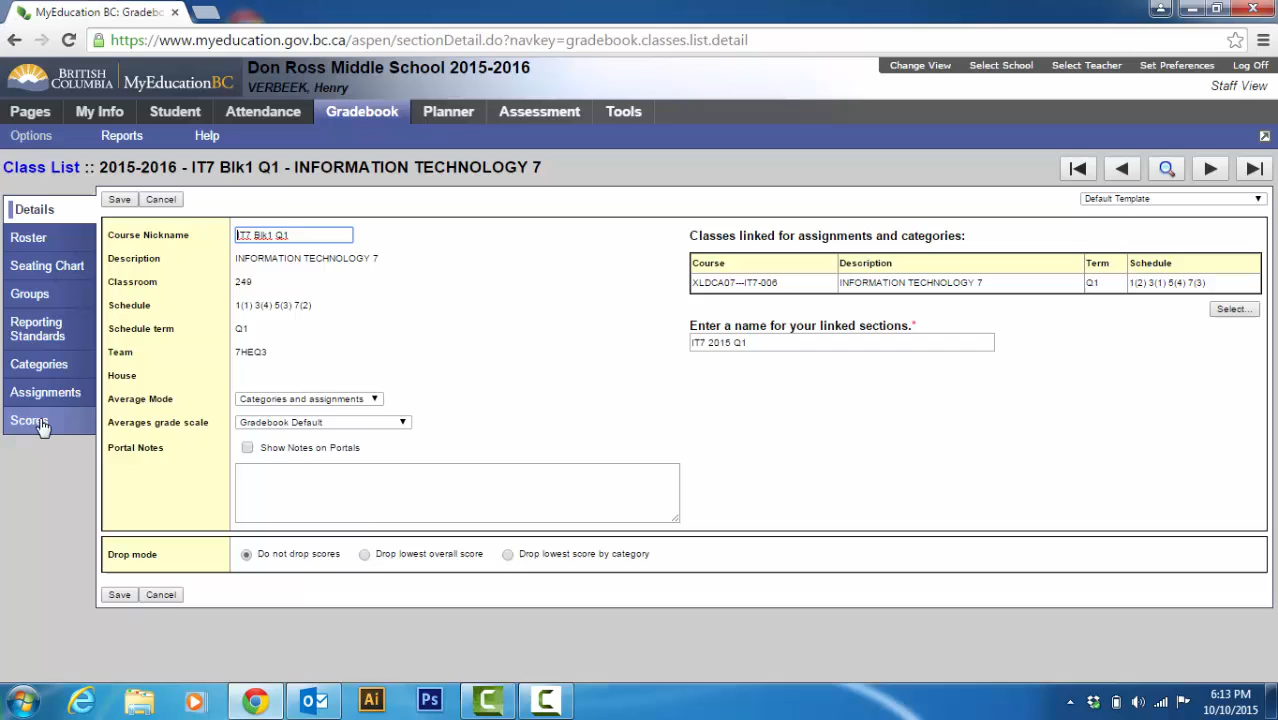 MyEducation BC: Gradebo
https://www.myeducation.gov.bc.ca/aspen/sectionDetail.do?navkey=gradebook.classes.list.detail
BRITISH COLUMBIA MyEducationBC
Don Ross Middle School 2015-2016
VERBEEK, Henry
Change View Select School Select Teacher Set Preferences Log Off
Staff View
Pages My Info Student Attendance Gradebook Planner Assessment Tools
Options Reports Help
Class List :: 2015-2016 - IT7 Blk1 Q1 - INFORMATION TECHNOLOGY 7
Details
Roster
Seating Chart
Groups
Reporting
Standards
Categories
Assignments
Scores
Save Cancel
Default Template
Course Nickname IT7 Blk1 Q1
Description INFORMATION TECHNOLOGY 7
Classroom 249
Schedule 1(1) 3(4) 5(3) 7(2)
Schedule term Q1
Team 7HEQ3
House
Average Mode Categories and assignments
Averages grade scale Gradebook Default
Portal Notes Show Notes on Portals
Classes linked for assignments and categories:
Course Description Term Schedule
XLDCA07---IT7-006 INFORMATION TECHNOLOGY 7 Q1 1(2) 3(1) 5(4) 7(3)
Select...
Enter a name for your linked sections.*
IT7 2015 Q1
Drop mode Do not drop scores Drop lowest overall score Drop lowest score by category
Save Cancel
Ai Ps
6:13 PM
10/10/2015